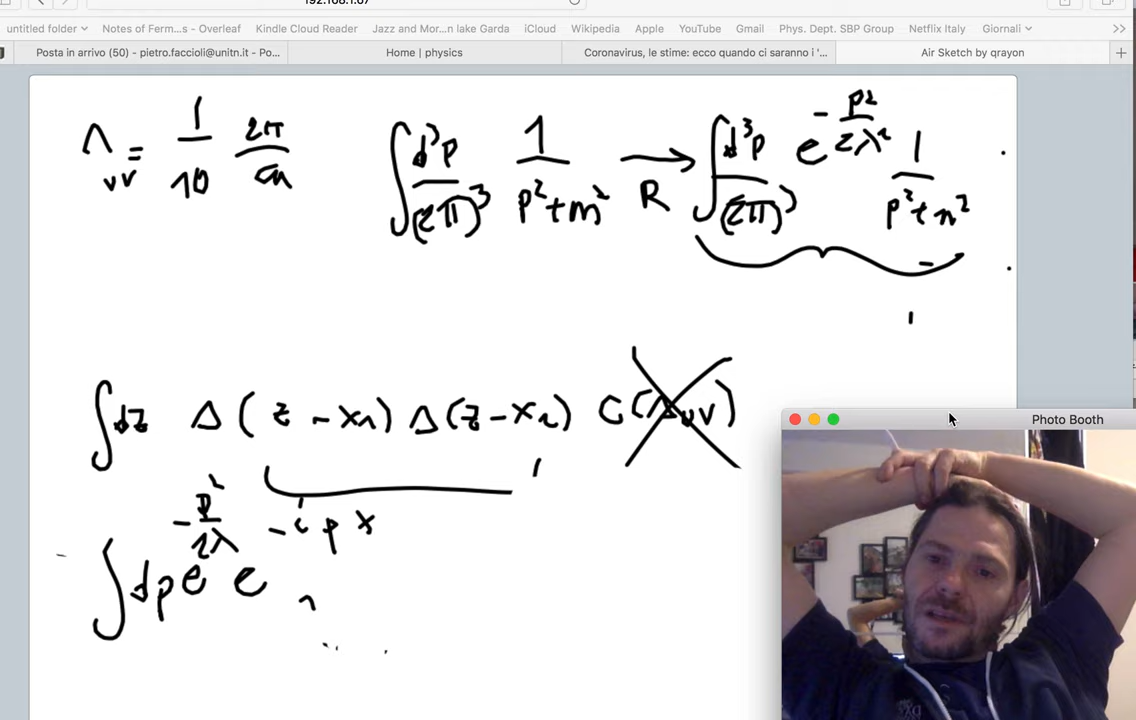 192.168.1.67
untitled folder Notes of Ferm...s - Obsidian Kindle Cloud Reader Jazz and Mor...n lake Garda iCloud Wikipedia Apple YouTube Gmail Phys. Dept. SBP Group Netflix Italy Giornali >>
Posta in arrivo (50) - pietro.faccioli@unitn.it - Po... Home | physics Coronavirus, le stime: ecco quando ci saranno i '... Air Sketch by qrayon +
Λ_UV = 1/10 2π/ ∫ d³p/(2π)³ 1/(p²+m²) → R ∫ d³p/(2π)³ e^(-p²/2λ²) 1/(p²+m²)
∫dz Δ(z-x₁) Δ(z-x₂) C(Λ_UV)
∫dp e^(-p²/2λ) e^(-ipx)
Photo Booth